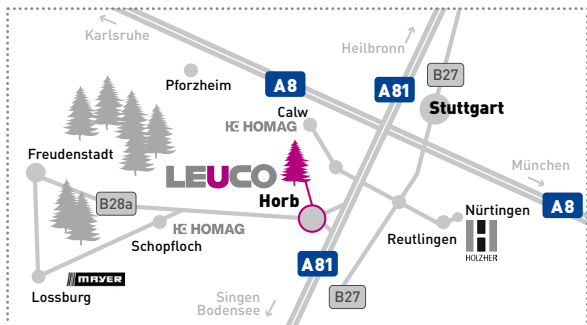 Karlsruhe
Heilbronn
B27
Pforzheim
A8
A81
Stuttgart
Calw
HOMAG
München
Freudenstadt
LEUCO
A8
B28a
Horb
Nürtingen
Schopfloch
HOMAG
Reutlingen
HOLZHER
A81
MAYER
Lossburg
Singen
Bodensee
B27